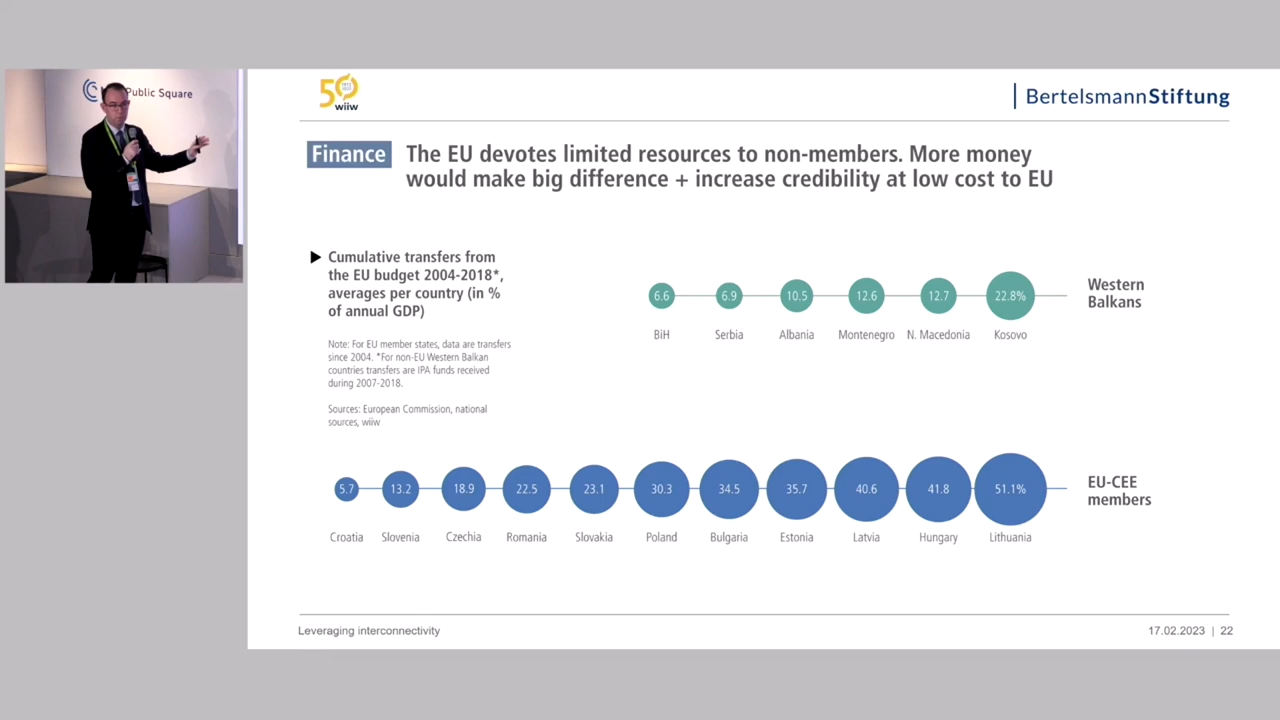 Public Square
50
wiiw
BertelsmannStiftung
Finance
The EU devotes limited resources to non-members. More money
would make big difference + increase credibility at low cost to EU
Cumulative transfers from
the EU budget 2004-2018*,
averages per country (in %
of annual GDP)
Note: For EU member states, data are transfers
since 2004. *For non-EU Western Balkan
countries transfers are IPA funds received
during 2007-2018.
Sources: European Commission, national
sources, wiiw
6.6 6.9 10.5 12.6 12.7 22.8%
BiH Serbia Albania Montenegro N. Macedonia Kosovo
Western
Balkans
5.7 13.2 18.9 22.5 23.1 30.3 34.5 35.7 40.6 41.8 51.1%
Croatia Slovenia Czechia Romania Slovakia Poland Bulgaria Estonia Latvia Hungary Lithuania
EU-CEE
members
Leveraging interconnectivity
17.02.2023 | 22